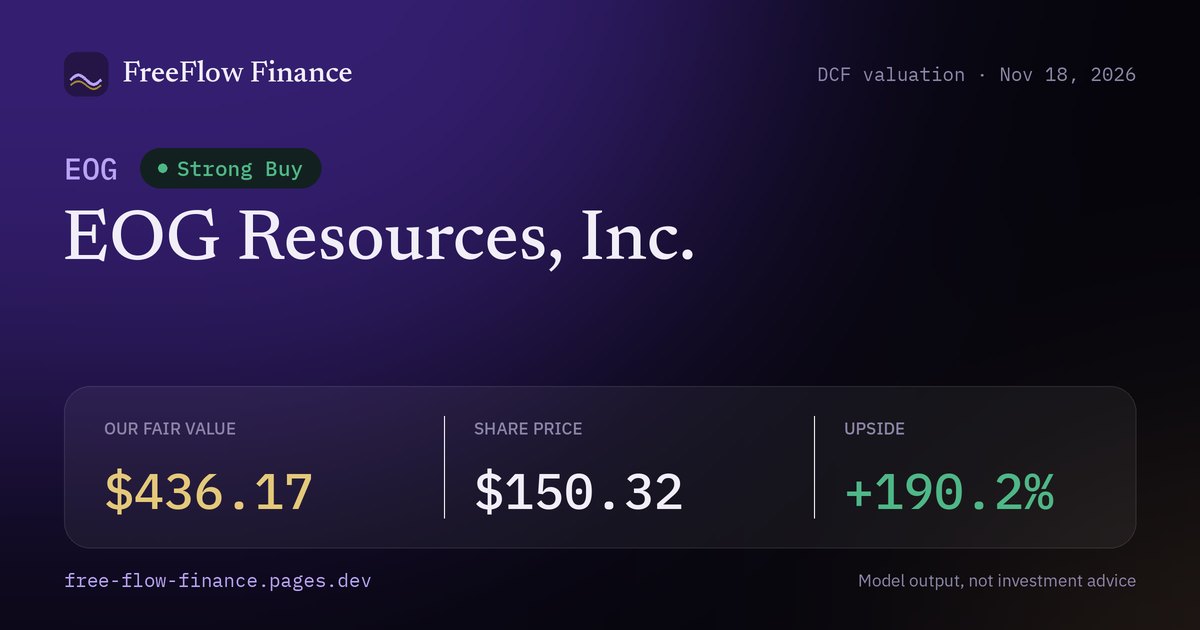 FreeFlow Finance
DCF valuation · Nov 18, 2026
EOG
Strong Buy
EOG Resources, Inc.
OUR FAIR VALUE
$436.17
SHARE PRICE
$150.32
UPSIDE
+190.2%
free-flow-finance.pages.dev
Model output, not investment advice